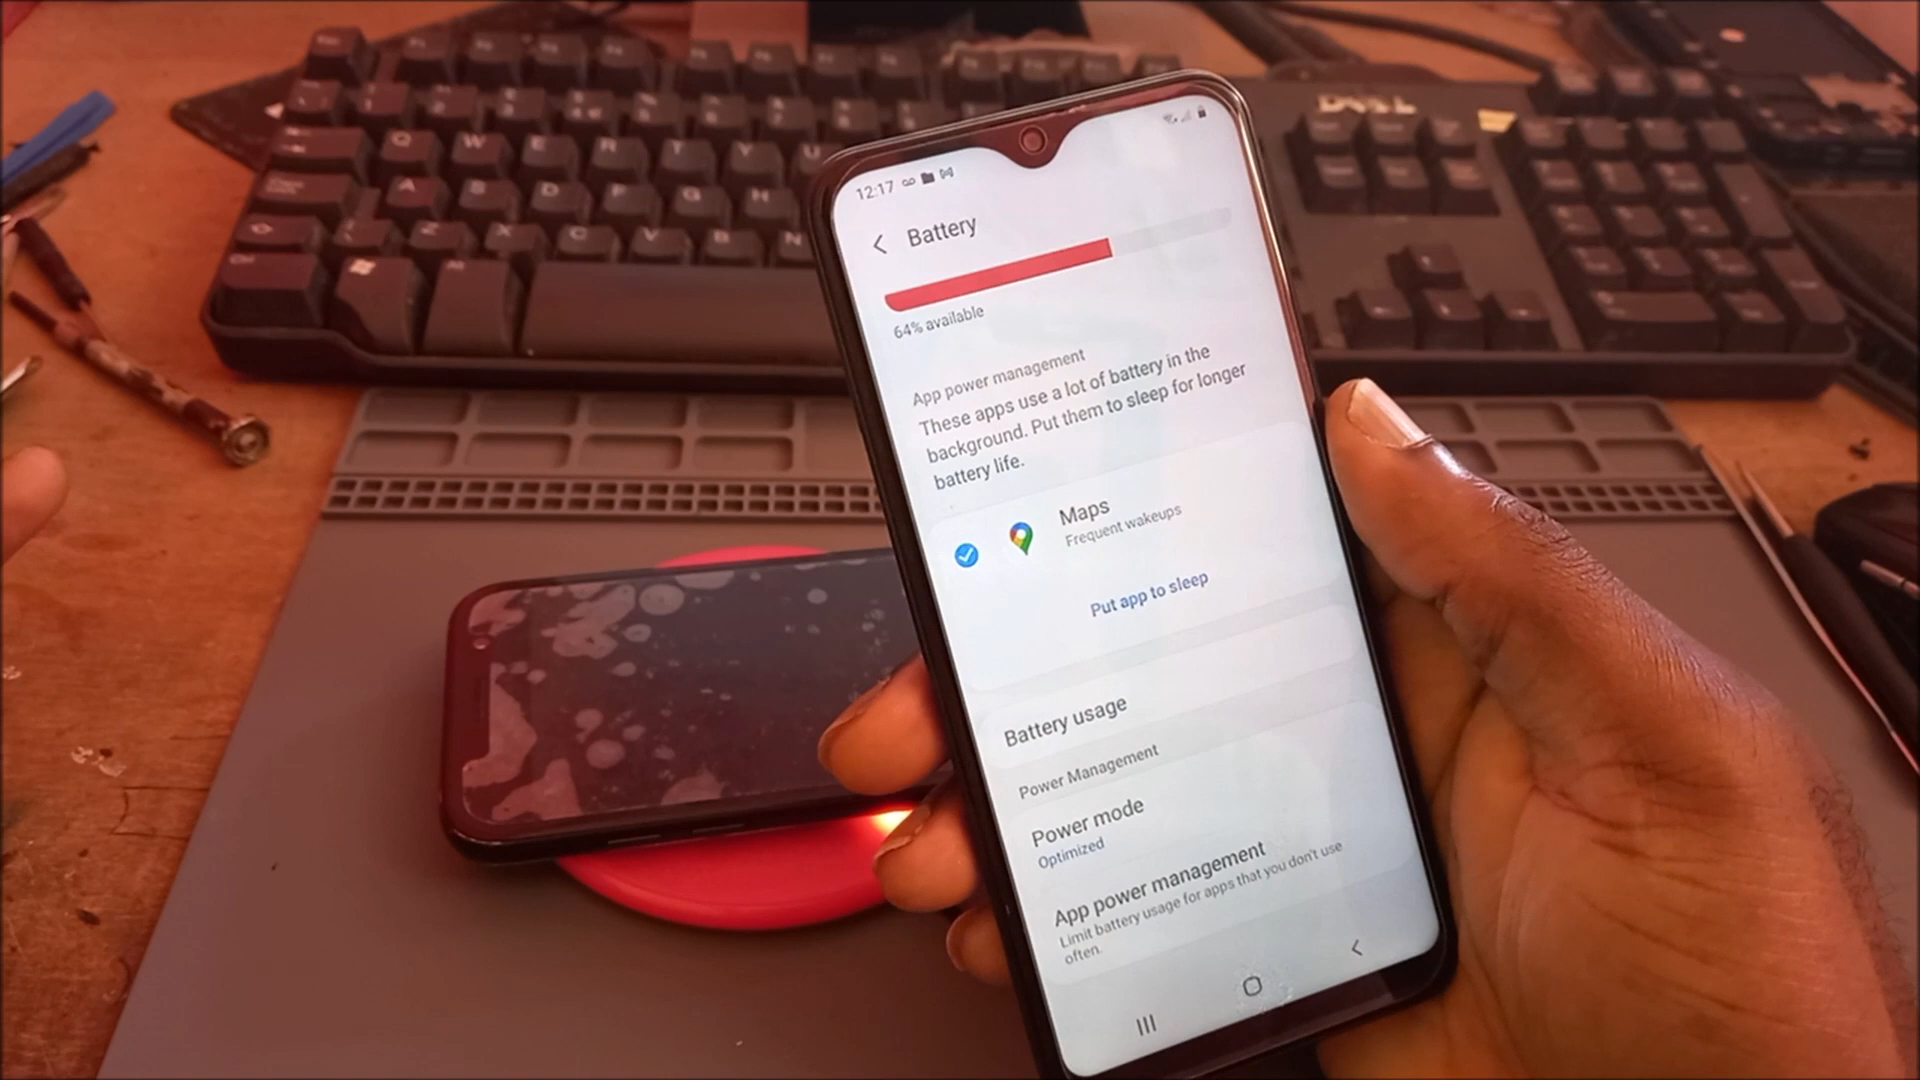 DELL
Q W E R T Y U
A S D F G H
Z X C V B N
12:17
Battery
64% available
App power management
These apps use a lot of battery in the
background. Put them to sleep for longer
battery life.
Maps
Frequent wakeups
Put app to sleep
Battery usage
Power Management
Power mode
Optimized
App power management
Limit battery usage for apps that you don't use
often.